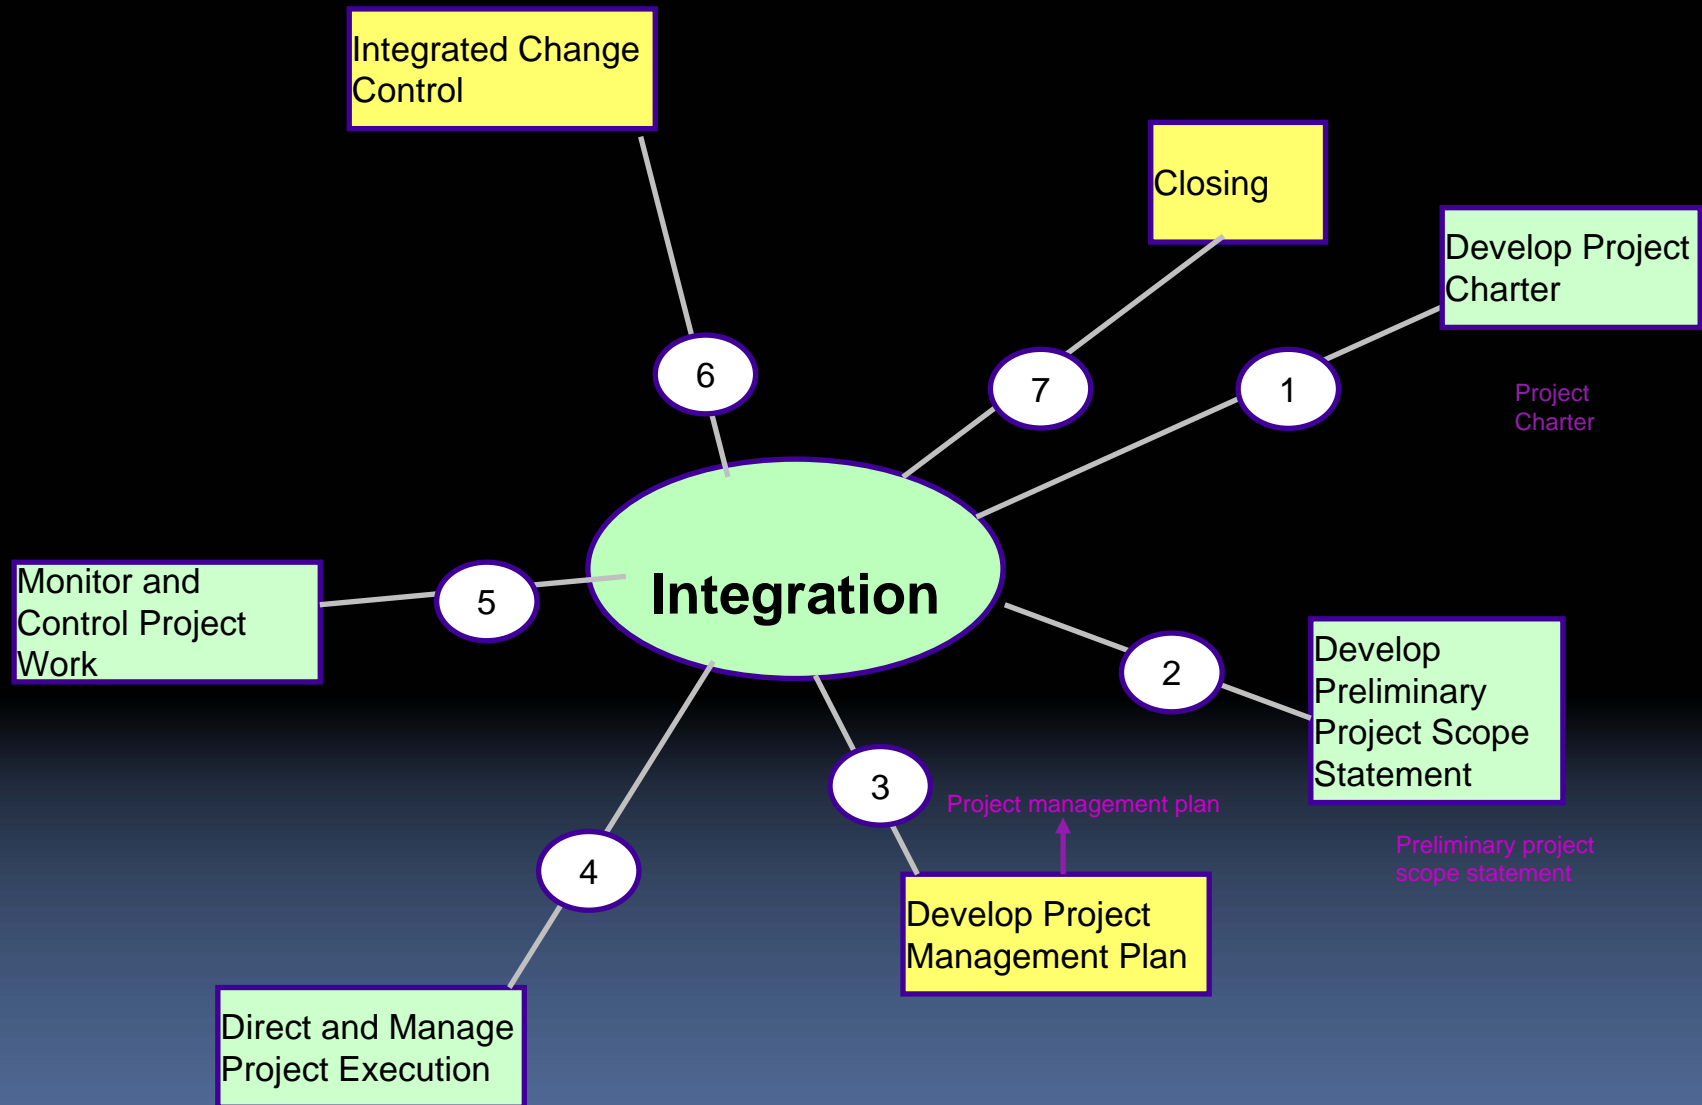 Integrated Change
Control
Closing
Develop Project
Charter
6
7
1
Project
Charter
Integration
Monitor and
Control Project
Work
5
2
Develop
Preliminary
Project Scope
Statement
3
Project management plan
Preliminary project
scope statement
4
Develop Project
Management Plan
Direct and Manage
Project Execution